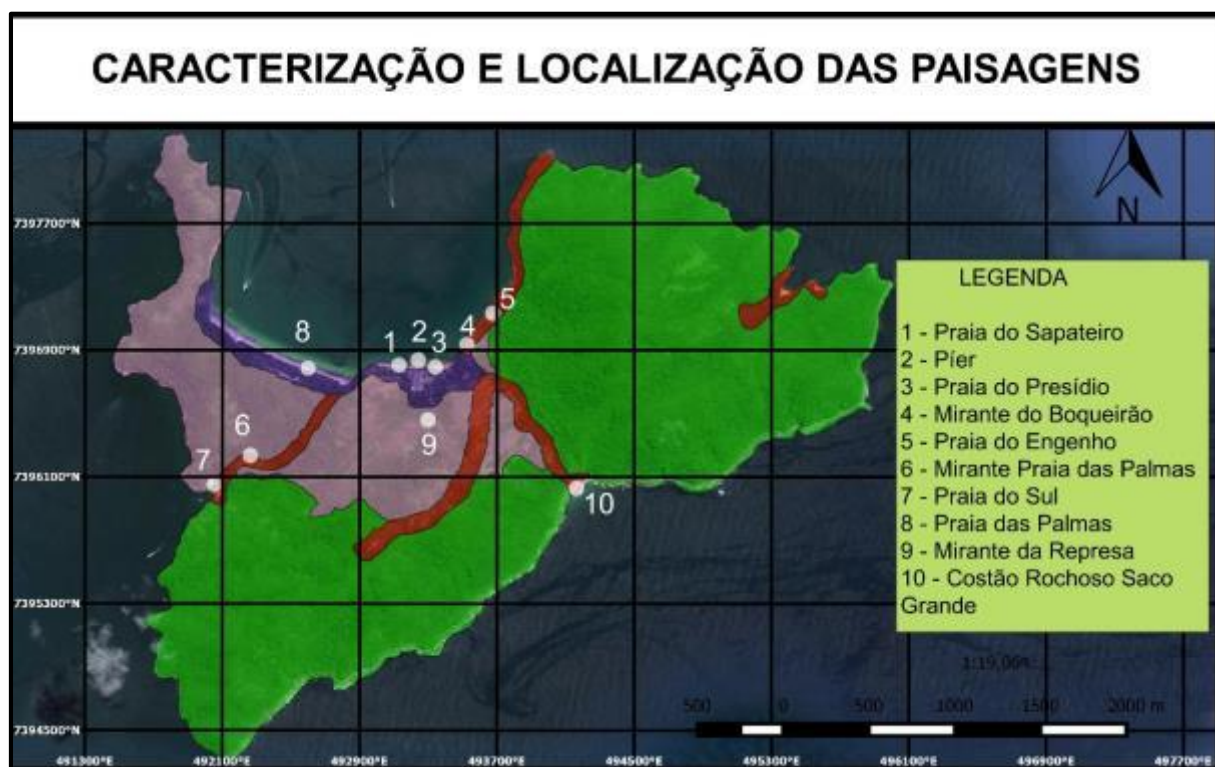 CARACTERIZAÇÃO E LOCALIZAÇÃO DAS PAISAGENS
N
7397700°N
7396900°N
7396100°N
7395300°N
7394500°N
1
2
3
4
5
6
7
8
9
10
LEGENDA
1 - Praia do Sapateiro
2 - Píer
3 - Praia do Presídio
4 - Mirante do Boqueirão
5 - Praia do Engenho
6 - Mirante Praia das Palmas
7 - Praia do Sul
8 - Praia das Palmas
9 - Mirante da Represa
10 - Costão Rochoso Saco
Grande
500 0 500 1000 1500 2000 m
491300°E 492100°E 492900°E 493700°E 494500°E 495300°E 496100°E 496900°E 497700°E